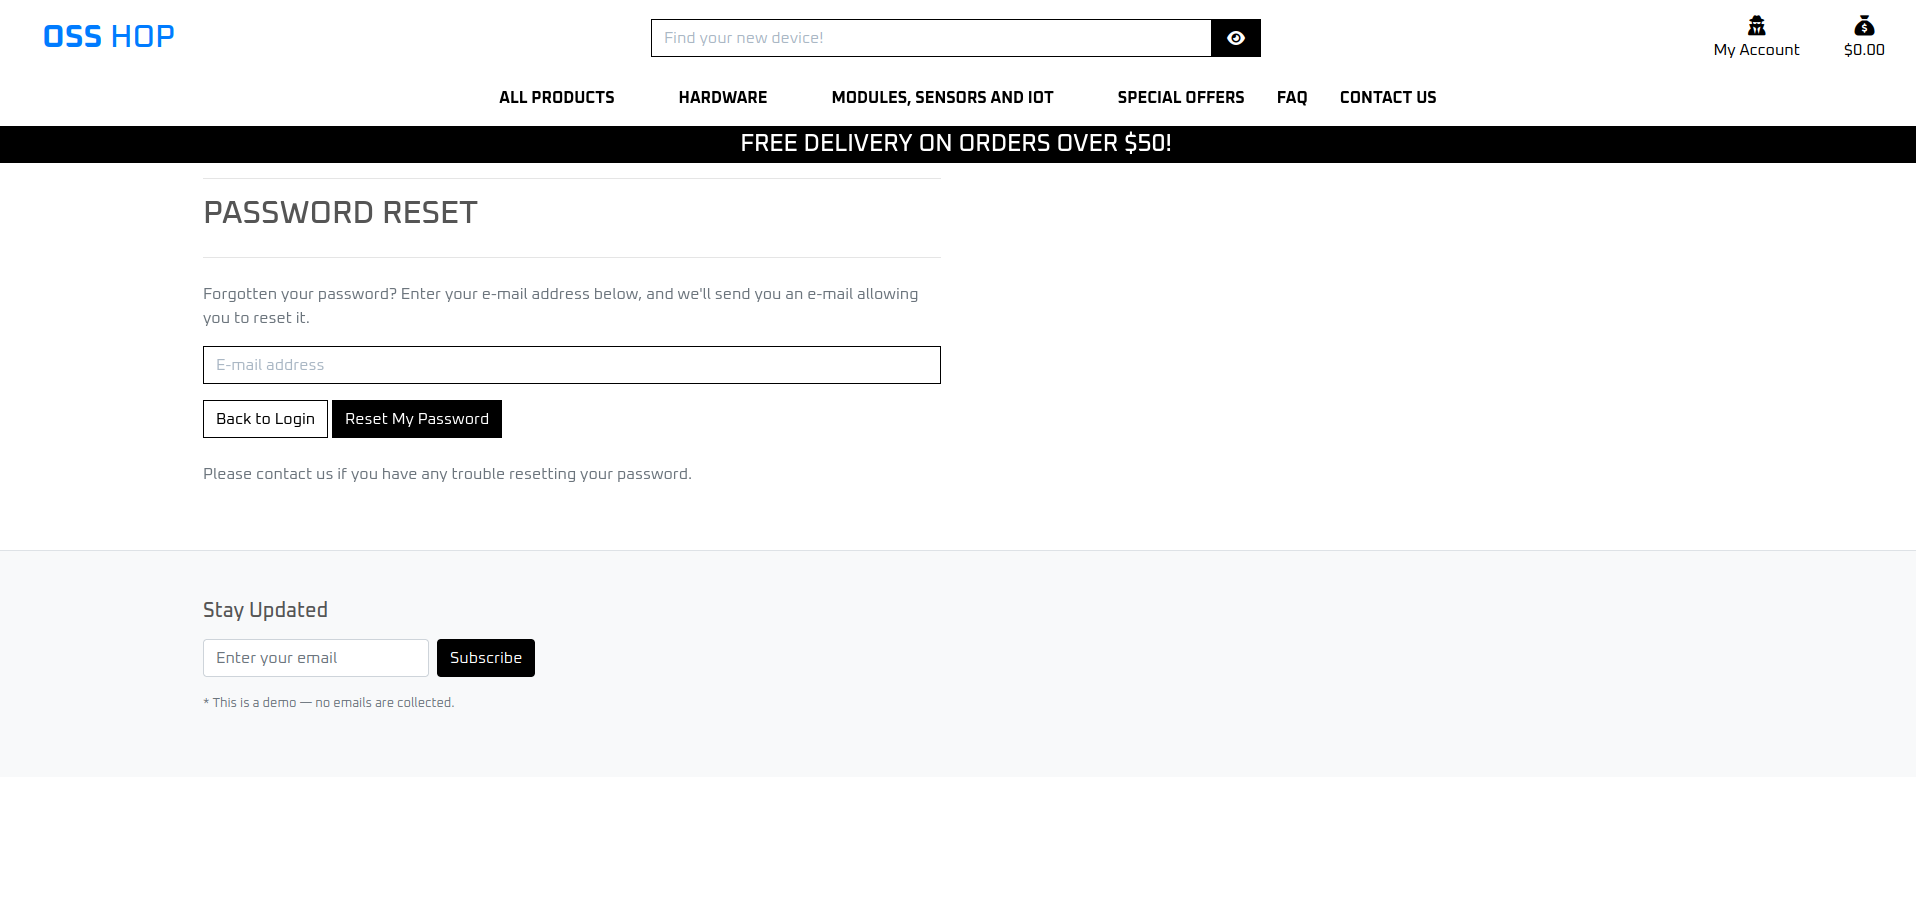 OSS HOP
Find your new device!
My Account
$0.00
ALL PRODUCTS HARDWARE MODULES, SENSORS AND IOT SPECIAL OFFERS FAQ CONTACT US
FREE DELIVERY ON ORDERS OVER $50!
PASSWORD RESET
Forgotten your password? Enter your e-mail address below, and we'll send you an e-mail allowing
you to reset it.
E-mail address
Back to Login Reset My Password
Please contact us if you have any trouble resetting your password.
Stay Updated
Enter your email Subscribe
* This is a demo — no emails are collected.